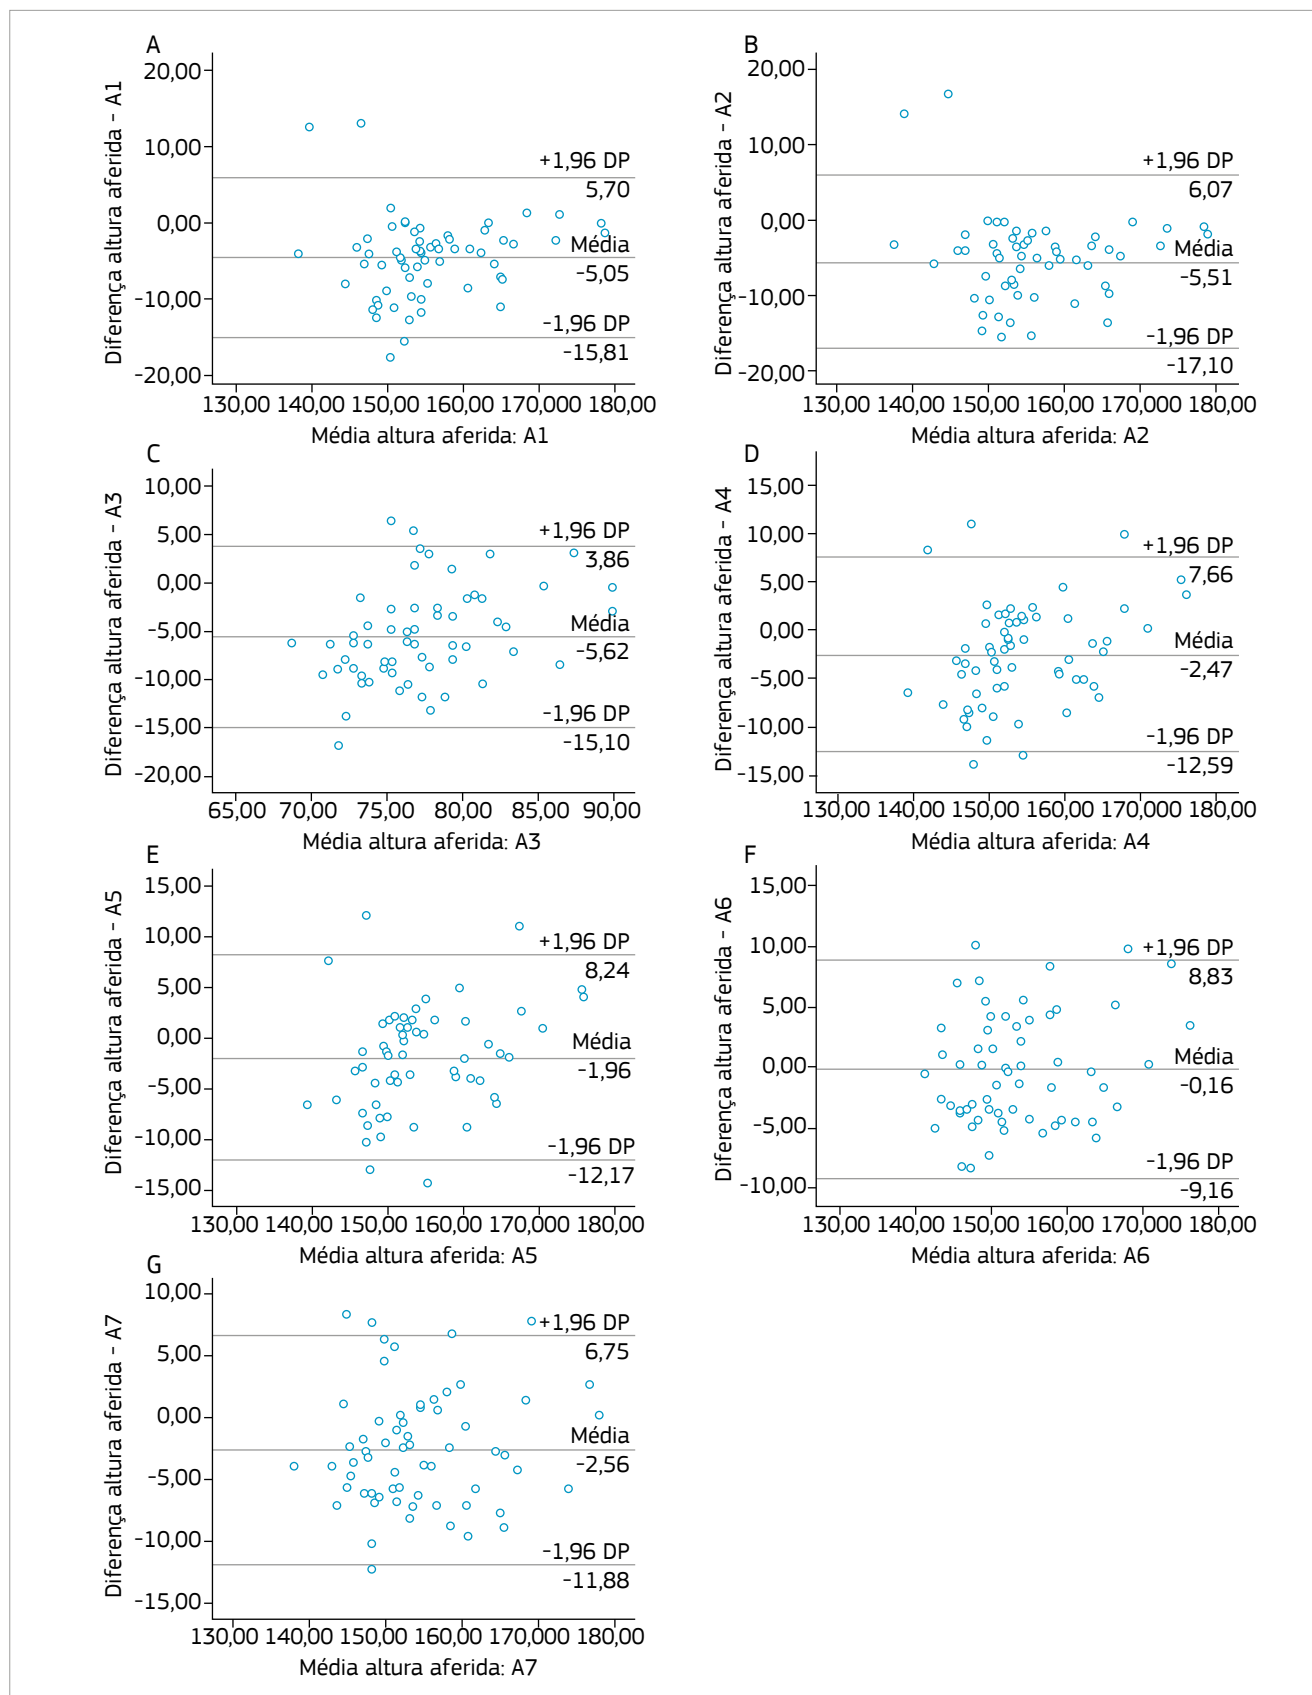 A
Diferença altura aferida - A1
20,00
10,00
0,00
-10,00
-20,00
+1,96 DP
5,70
Média
-5,05
-1,96 DP
-15,81
130,00 140,00 150,00 160,00 170,000 180,00
Média altura aferida: A1
B
Diferença altura aferida - A2
20,00
10,00
0,00
-10,00
-20,00
+1,96 DP
6,07
Média
-5,51
-1,96 DP
-17,10
130,00 140,00 150,00 160,00 170,000 180,00
Média altura aferida: A2
C
Diferença altura aferida - A3
10,00
5,00
0,00
-5,00
-10,00
-15,00
-20,00
+1,96 DP
3,86
Média
-5,62
-1,96 DP
-15,10
65,00 70,00 75,00 80,00 85,00 90,00
Média altura aferida: A3
D
Diferença altura aferida - A4
15,00
10,00
5,00
0,00
-5,00
-10,00
-15,00
+1,96 DP
7,66
Média
-2,47
-1,96 DP
-12,59
130,00 140,00 150,00 160,00 170,000 180,00
Média altura aferida: A4
E
Diferença altura aferida - A5
15,00
10,00
5,00
0,00
-5,00
-10,00
-15,00
+1,96 DP
8,24
Média
-1,96
-1,96 DP
-12,17
130,00 140,00 150,00 160,00 170,000 180,00
Média altura aferida: A5
F
Diferença altura aferida - A6
15,00
10,00
5,00
0,00
-5,00
-10,00
+1,96 DP
8,83
Média
-0,16
-1,96 DP
-9,16
130,00 140,00 150,00 160,00 170,000 180,00
Média altura aferida: A6
G
Diferença altura aferida - A7
10,00
5,00
0,00
-5,00
-10,00
-15,00
+1,96 DP
6,75
Média
-2,56
-1,96 DP
-11,88
130,00 140,00 150,00 160,00 170,000 180,00
Média altura aferida: A7